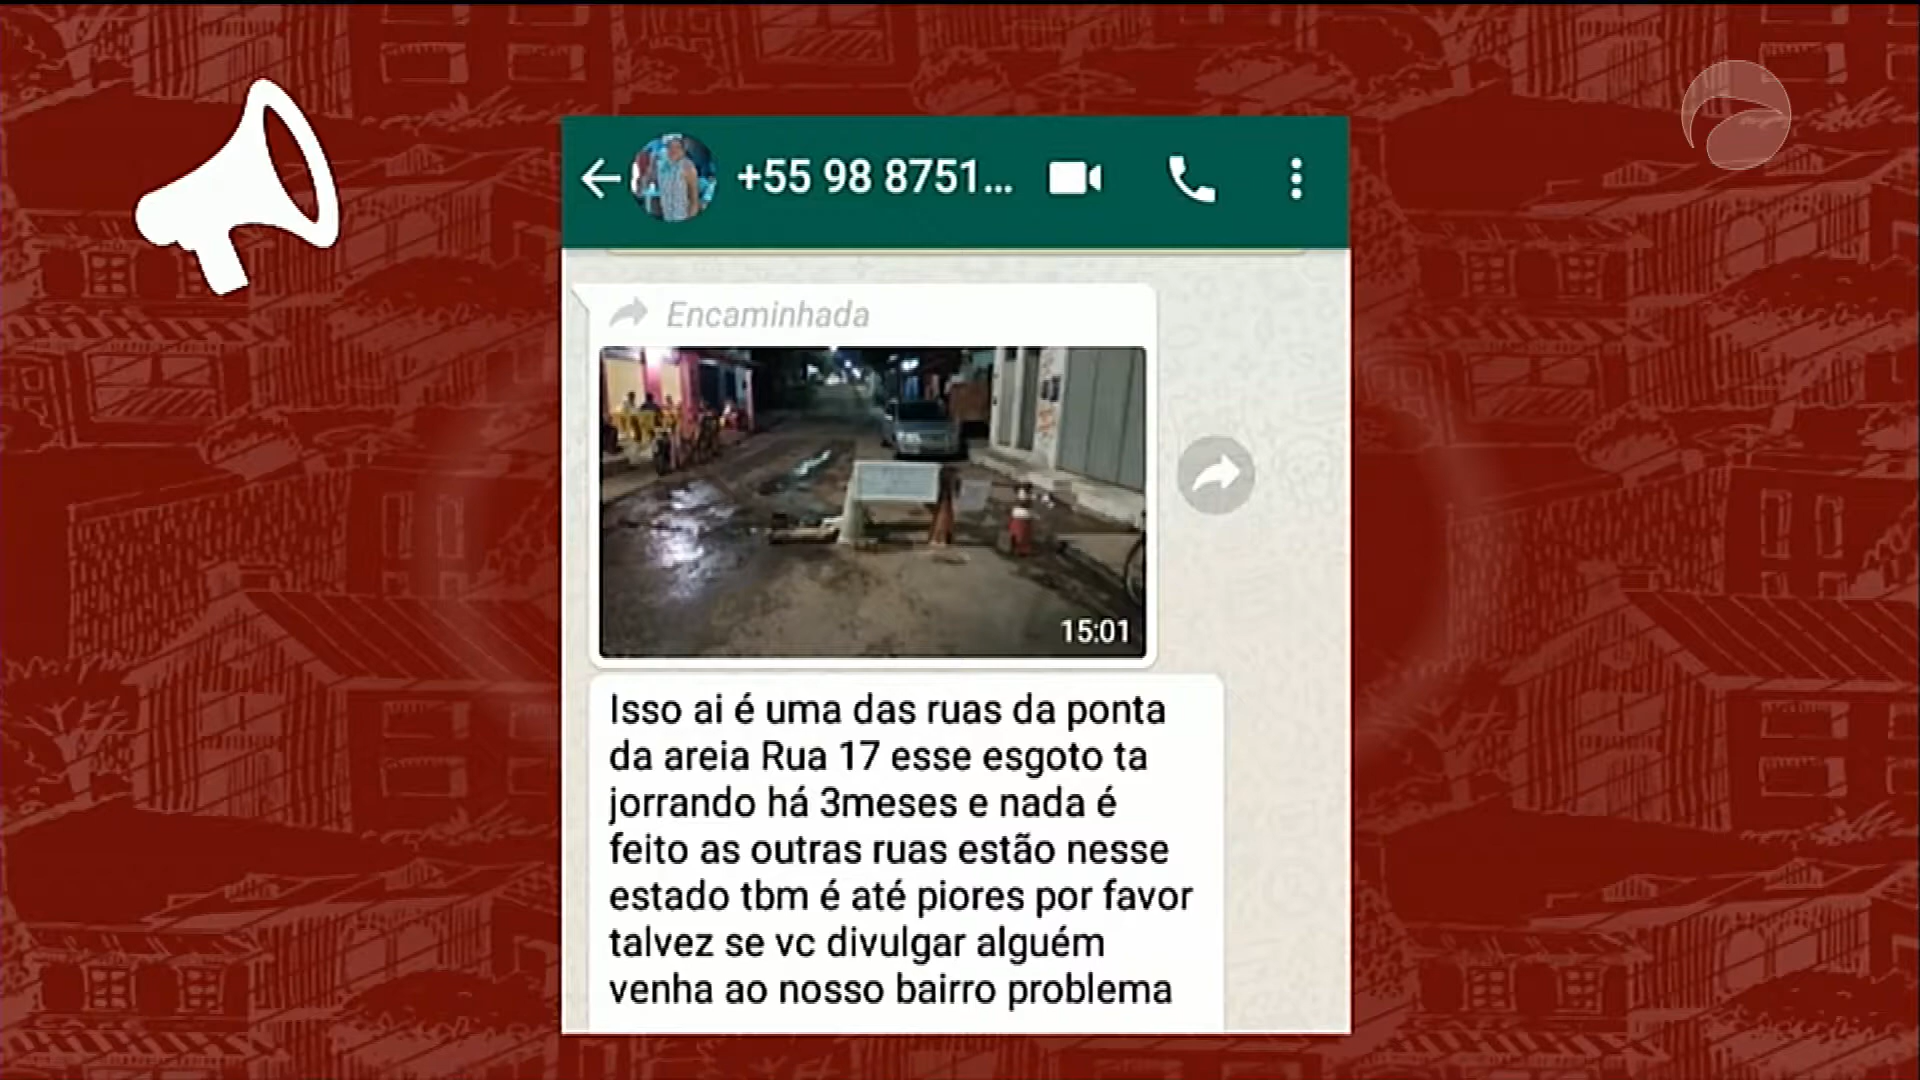 +55 98 8751...
Encaminhada
15:01
Isso ai é uma das ruas da ponta
da areia Rua 17 esse esgoto ta
jorrando há 3meses e nada é
feito as outras ruas estão nesse
estado tbm é até piores por favor
talvez se vc divulgar alguém
venha ao nosso bairro problema